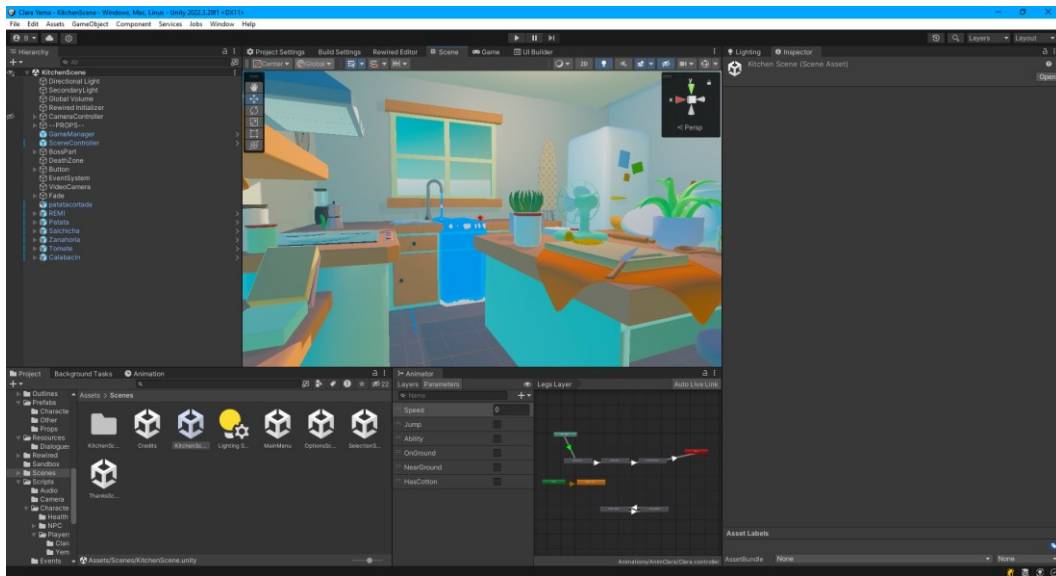 Clara Yema - KitchenScene - Windows, Mac, Linux - Unity 2022.3.29f1 <DX11>
File Edit Assets GameObject Component Services Jobs Window Help
Layers Layout
Hierarchy
Project Settings Build Settings Rewired Editor Scene Game UI Builder
Lighting Inspector
All
Center Global 2D
Kitchen Scene (Scene Asset)
Open
KitchenScene
Directional Light
SecondaryLight
Global Volume
Rewired Initializer
CameraController
--PROPS--
GameManager
SceneController
BossPart
DeathZone
Button
EventSystem
VideoCamera
Fade
patatacortada
REMI
Patata
Salchicha
Zanahoria
Tomate
Calabacin
y
x
Persp
Project Background Tasks Animation
22
Outlines
Prefabs
Characte
Other
Props
Resources
Dialogue
Rewired
Sandbox
Scenes
Scripts
Audio
Camera
Characte
Health
NPC
Player
Clar
Yem
Events
Assets > Scenes
KitchenSc... Credits KitchenSc... Lighting S... MainMenu OptionsSc... SelectionS...
ThanksSc...
Assets/Scenes/KitchenScene.unity
Animator
Layers Parameters
Legs Layer
Auto Live Link
Name
Speed 0
Jump
Ability
OnGround
NearGround
HasCotton
Animations/AnimClara/Clara.controller
Asset Labels
AssetBundle None None